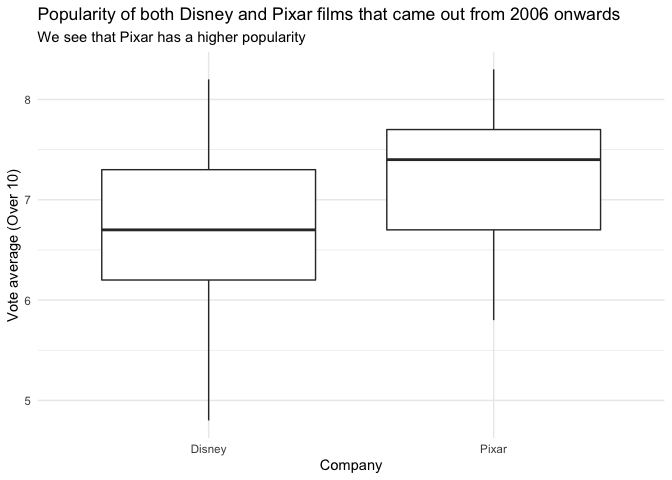 Popularity of both Disney and Pixar films that came out from 2006 onwards
We see that Pixar has a higher popularity
8
7
6
5
Vote average (Over 10)
Disney
Pixar
Company